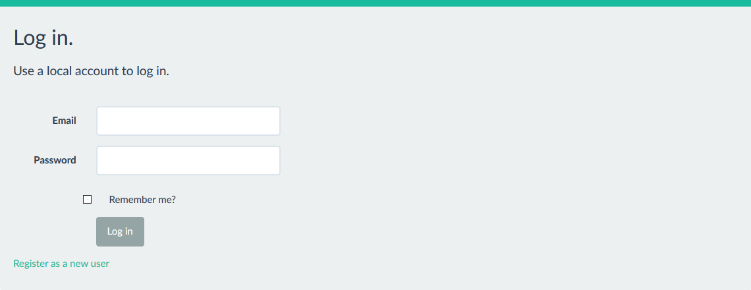 Log in.
Use a local account to log in.
Email
Password
Remember me?
Log in
Register as a new user